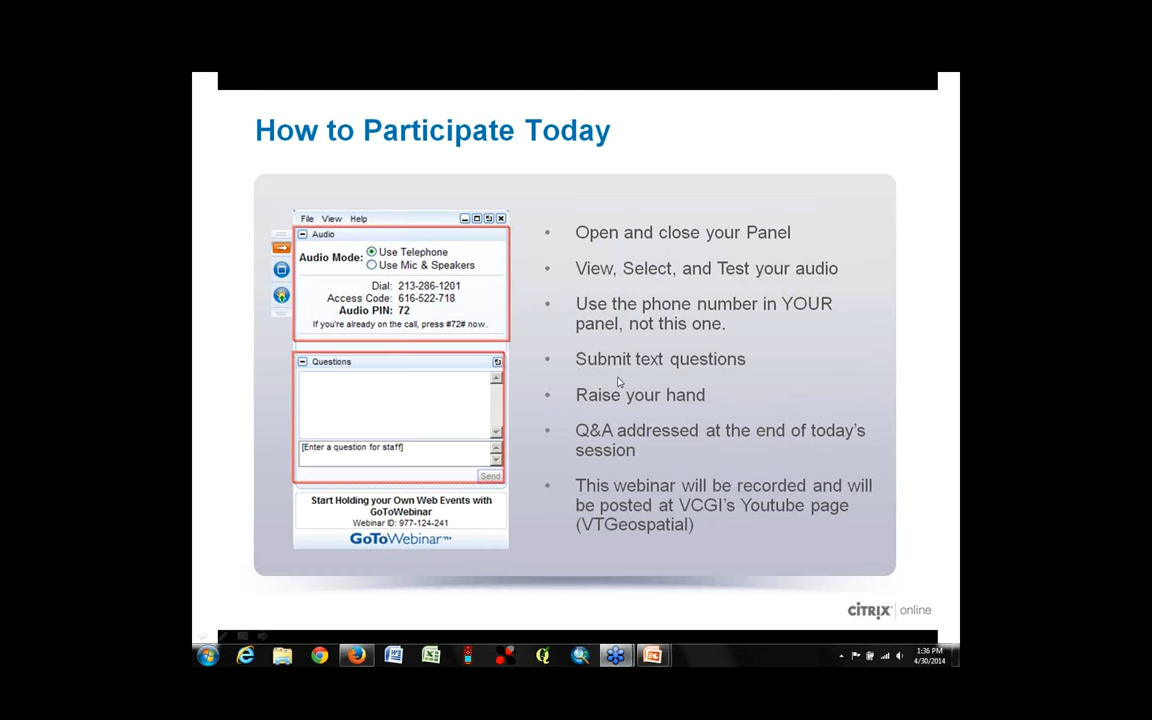 How to Participate Today
File View Help
Audio
Audio Mode: Use Telephone
Use Mic & Speakers
Dial: 213-286-1201
Access Code: 616-522-718
Audio PIN: 72
If you're already on the call, press #72# now.
Questions
[Enter a question for staff]
Send
Start Holding your Own Web Events with
GoToWebinar
Webinar ID: 977-124-241
GoToWebinar™
• Open and close your Panel
• View, Select, and Test your audio
• Use the phone number in YOUR
panel, not this one.
• Submit text questions
• Raise your hand
• Q&A addressed at the end of today's
session
• This webinar will be recorded and will
be posted at VCGI's Youtube page
(VTGeospatial)
CITRIX online
1:36 PM
4/30/2014